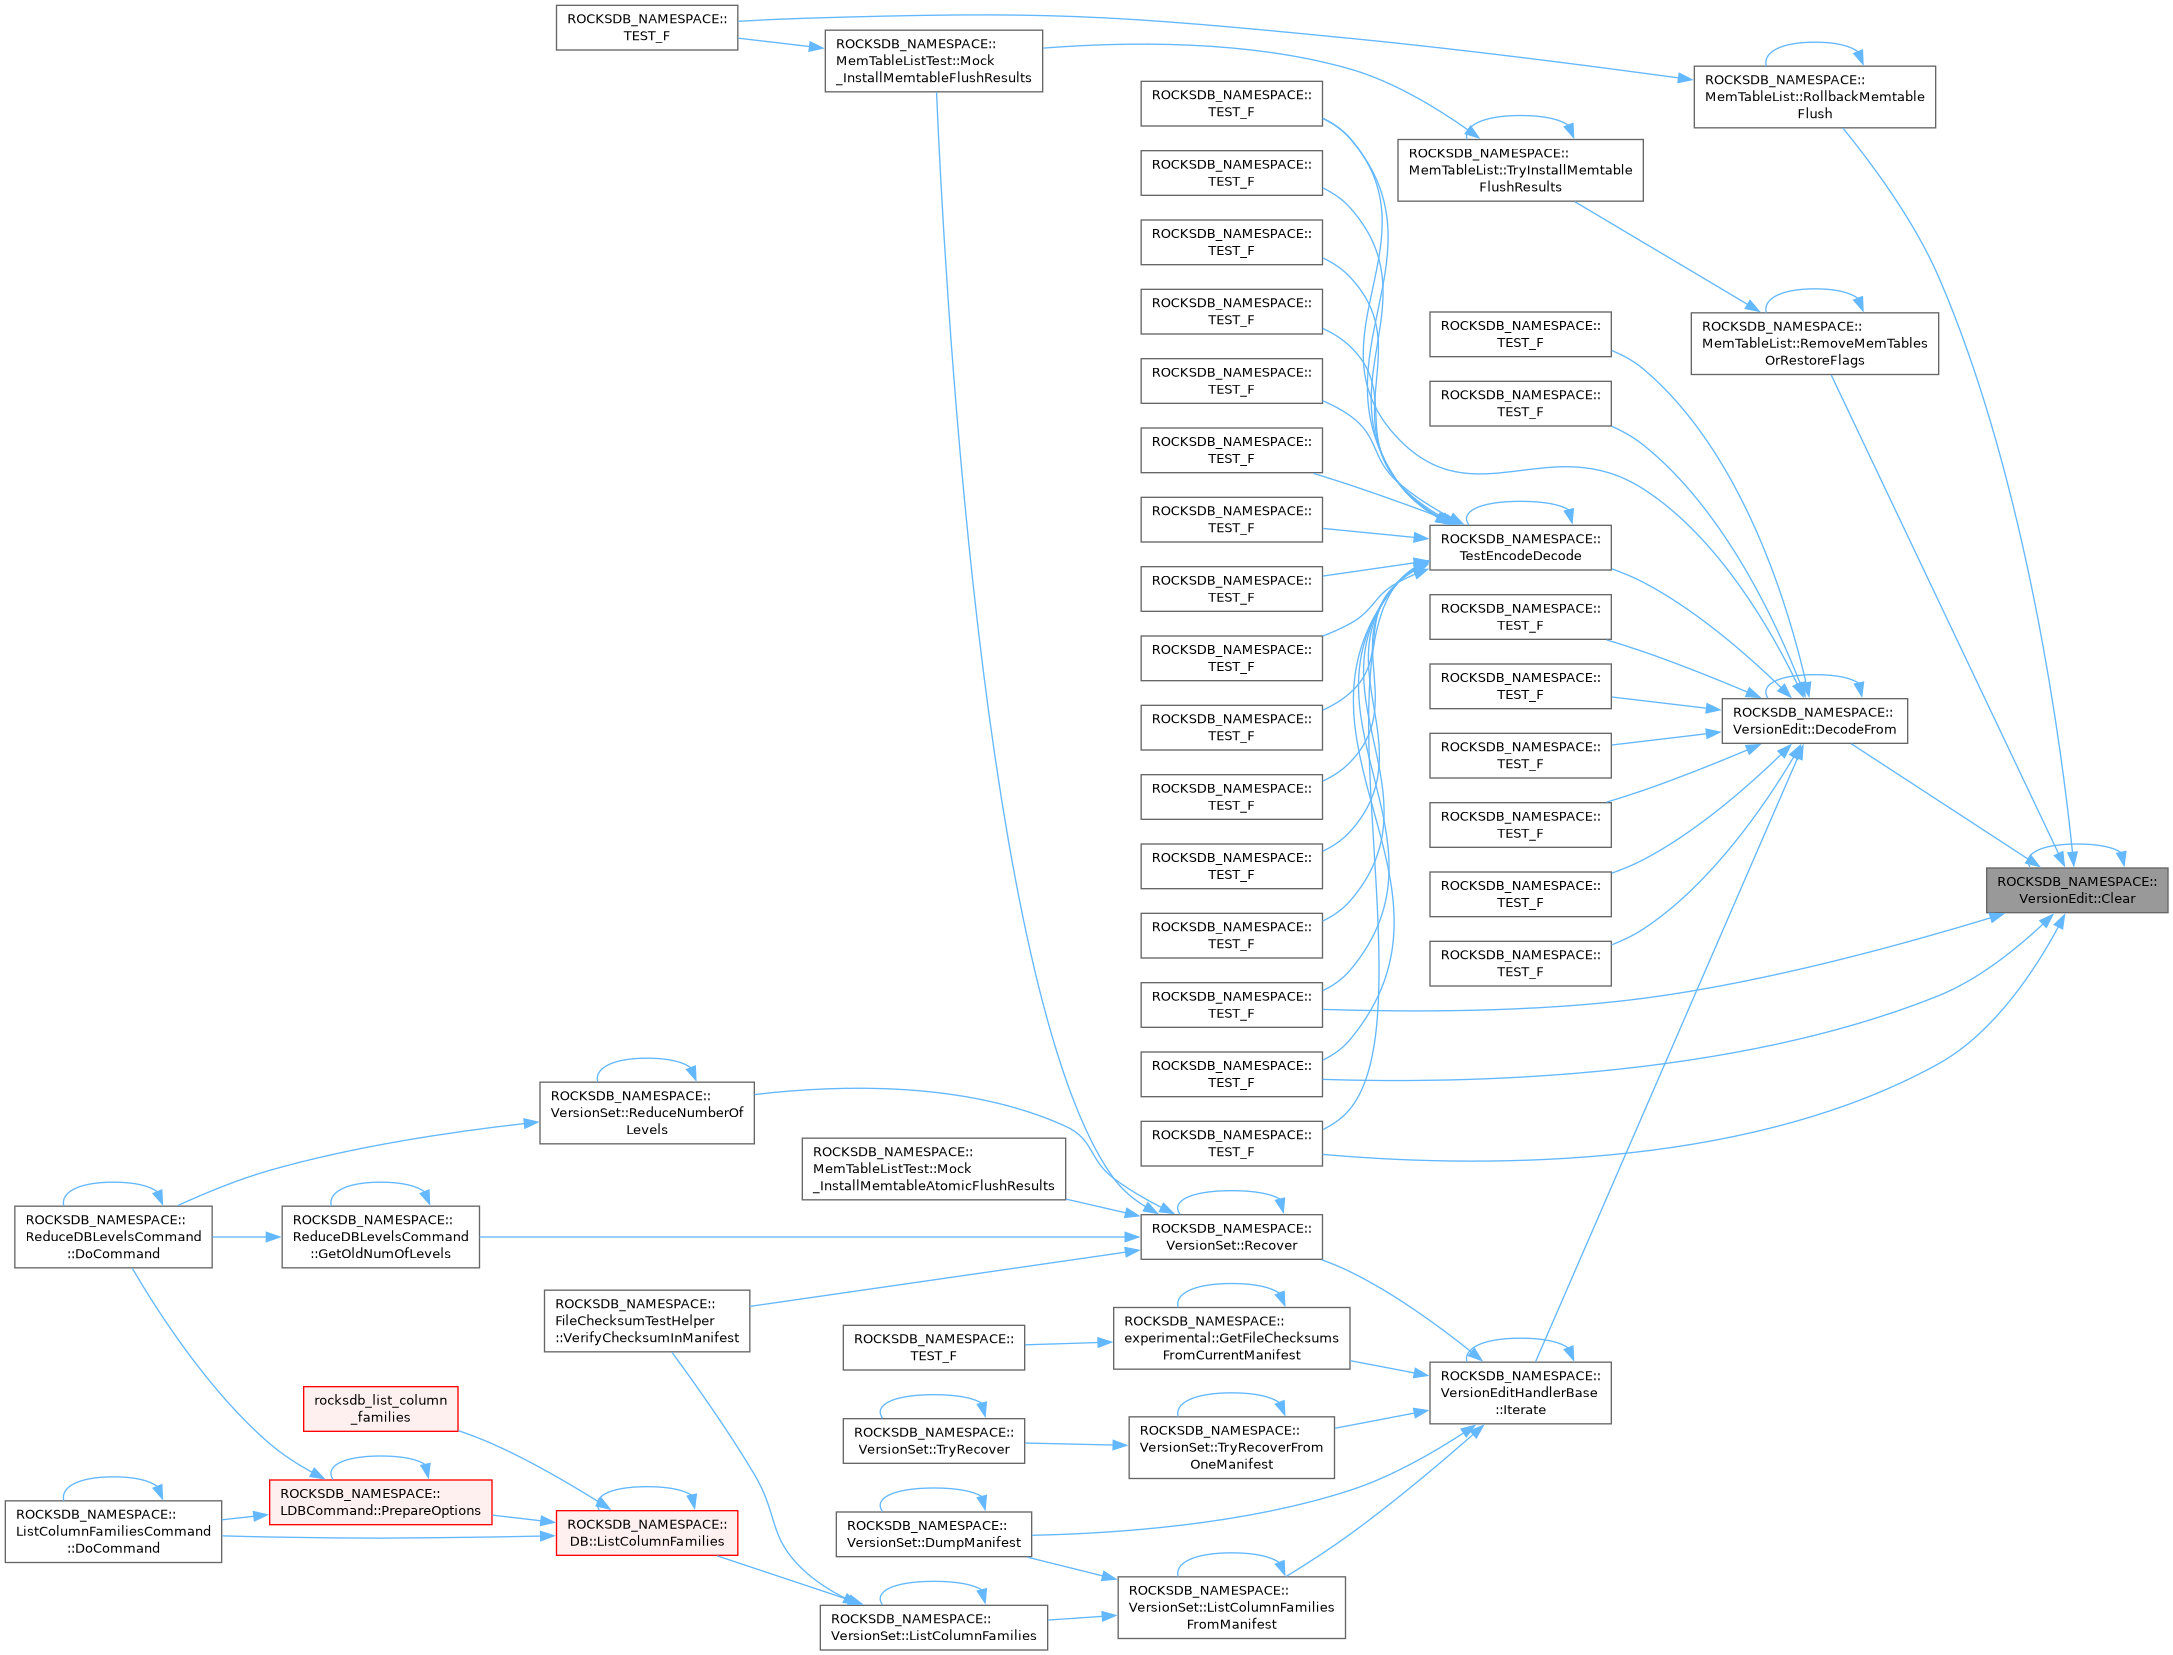 ROCKSDB_NAMESPACE::
ReduceDBLevelsCommand
::DoCommand
ROCKSDB_NAMESPACE::
ListColumnFamiliesCommand
::DoCommand
ROCKSDB_NAMESPACE::
ReduceDBLevelsCommand
::GetOldNumOfLevels
rocksdb_list_column
_families
ROCKSDB_NAMESPACE::
LDBCommand::PrepareOptions
ROCKSDB_NAMESPACE::
TEST_F
ROCKSDB_NAMESPACE::
VersionSet::ReduceNumberOf
Levels
ROCKSDB_NAMESPACE::
FileChecksumTestHelper
::VerifyChecksumInManifest
ROCKSDB_NAMESPACE::
DB::ListColumnFamilies
ROCKSDB_NAMESPACE::
MemTableListTest::Mock
_InstallMemtableFlushResults
ROCKSDB_NAMESPACE::
MemTableListTest::Mock
_InstallMemtableAtomicFlushResults
ROCKSDB_NAMESPACE::
TEST_F
ROCKSDB_NAMESPACE::
VersionSet::TryRecover
ROCKSDB_NAMESPACE::
VersionSet::DumpManifest
ROCKSDB_NAMESPACE::
VersionSet::ListColumnFamilies
ROCKSDB_NAMESPACE::
TEST_F
ROCKSDB_NAMESPACE::
TEST_F
ROCKSDB_NAMESPACE::
TEST_F
ROCKSDB_NAMESPACE::
TEST_F
ROCKSDB_NAMESPACE::
TEST_F
ROCKSDB_NAMESPACE::
TEST_F
ROCKSDB_NAMESPACE::
TEST_F
ROCKSDB_NAMESPACE::
TEST_F
ROCKSDB_NAMESPACE::
TEST_F
ROCKSDB_NAMESPACE::
TEST_F
ROCKSDB_NAMESPACE::
TEST_F
ROCKSDB_NAMESPACE::
TEST_F
ROCKSDB_NAMESPACE::
TEST_F
ROCKSDB_NAMESPACE::
TEST_F
ROCKSDB_NAMESPACE::
TEST_F
ROCKSDB_NAMESPACE::
TEST_F
ROCKSDB_NAMESPACE::
VersionSet::Recover
ROCKSDB_NAMESPACE::
experimental::GetFileChecksums
FromCurrentManifest
ROCKSDB_NAMESPACE::
VersionSet::TryRecoverFrom
OneManifest
ROCKSDB_NAMESPACE::
VersionSet::ListColumnFamilies
FromManifest
ROCKSDB_NAMESPACE::
MemTableList::TryInstallMemtable
FlushResults
ROCKSDB_NAMESPACE::
TEST_F
ROCKSDB_NAMESPACE::
TEST_F
ROCKSDB_NAMESPACE::
TestEncodeDecode
ROCKSDB_NAMESPACE::
TEST_F
ROCKSDB_NAMESPACE::
TEST_F
ROCKSDB_NAMESPACE::
TEST_F
ROCKSDB_NAMESPACE::
TEST_F
ROCKSDB_NAMESPACE::
TEST_F
ROCKSDB_NAMESPACE::
TEST_F
ROCKSDB_NAMESPACE::
VersionEditHandlerBase
::Iterate
ROCKSDB_NAMESPACE::
MemTableList::RollbackMemtable
Flush
ROCKSDB_NAMESPACE::
MemTableList::RemoveMemTables
OrRestoreFlags
ROCKSDB_NAMESPACE::
VersionEdit::DecodeFrom
ROCKSDB_NAMESPACE::
VersionEdit::Clear